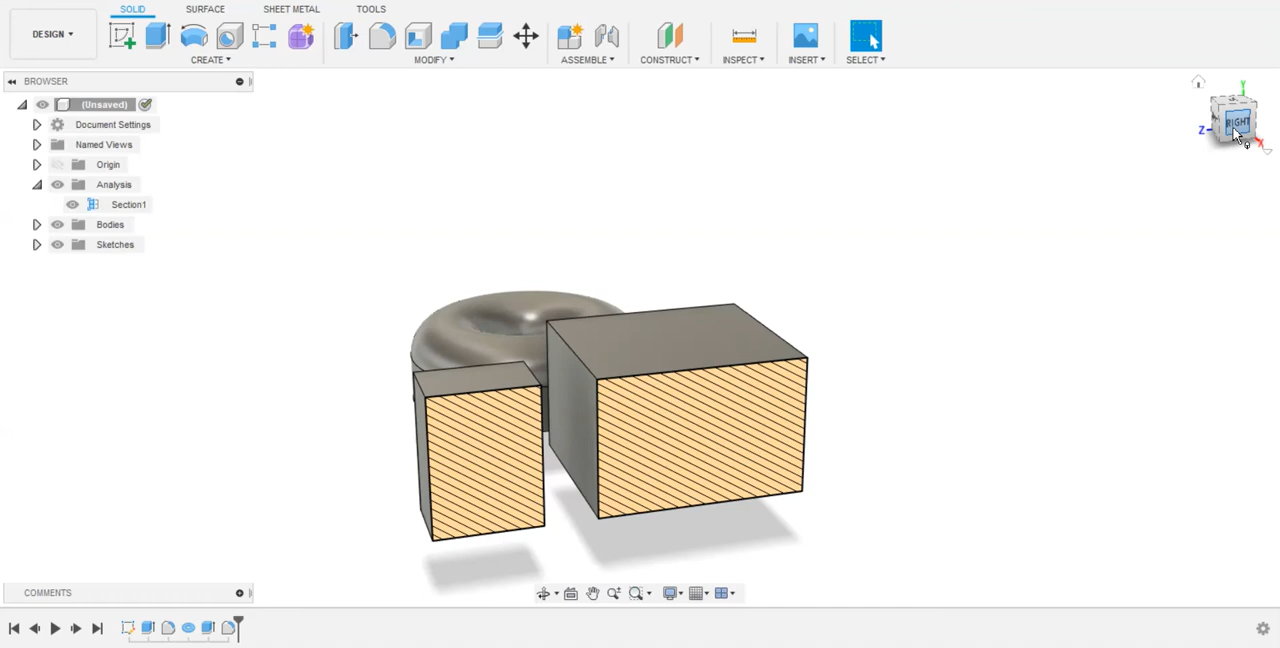 SOLID SURFACE SHEET METAL TOOLS
DESIGN ▾
CREATE ▾ MODIFY ▾ ASSEMBLE ▾ CONSTRUCT ▾ INSPECT ▾ INSERT ▾ SELECT ▾
BROWSER
(Unsaved)
Document Settings
Named Views
Origin
Analysis
Section1
Bodies
Sketches
Y
RIGHT
Z
X
COMMENTS